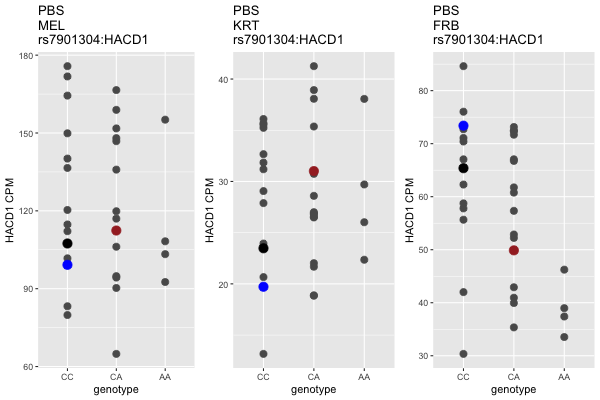 PBS
MEL
rs7901304:HACD1
HACD1 CPM
180
150
120
90
60
CC
CA
AA
genotype
PBS
KRT
rs7901304:HACD1
HACD1 CPM
40
30
20
CC
CA
AA
genotype
PBS
FRB
rs7901304:HACD1
HACD1 CPM
80
70
60
50
40
30
CC
CA
AA
genotype